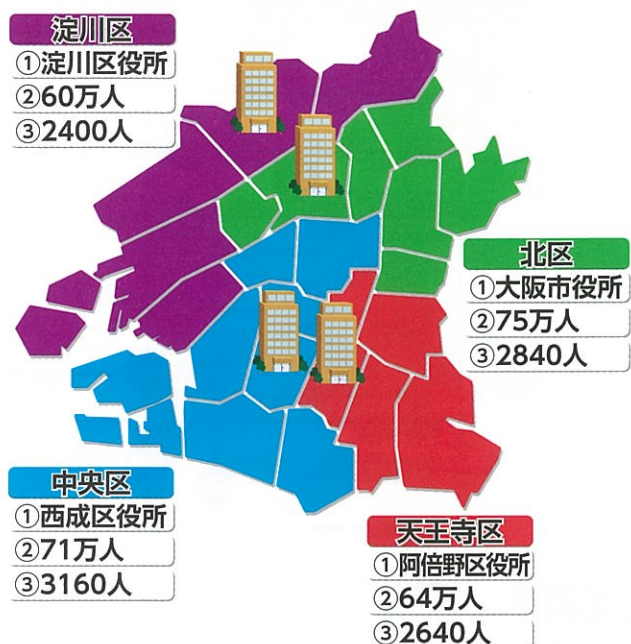 淀川区
①淀川区役所
②60万人
③2400人
北区
①大阪市役所
②75万人
③2840人
中央区
①西成区役所
②71万人
③3160人
天王寺区
①阿倍野区役所
②64万人
③2640人